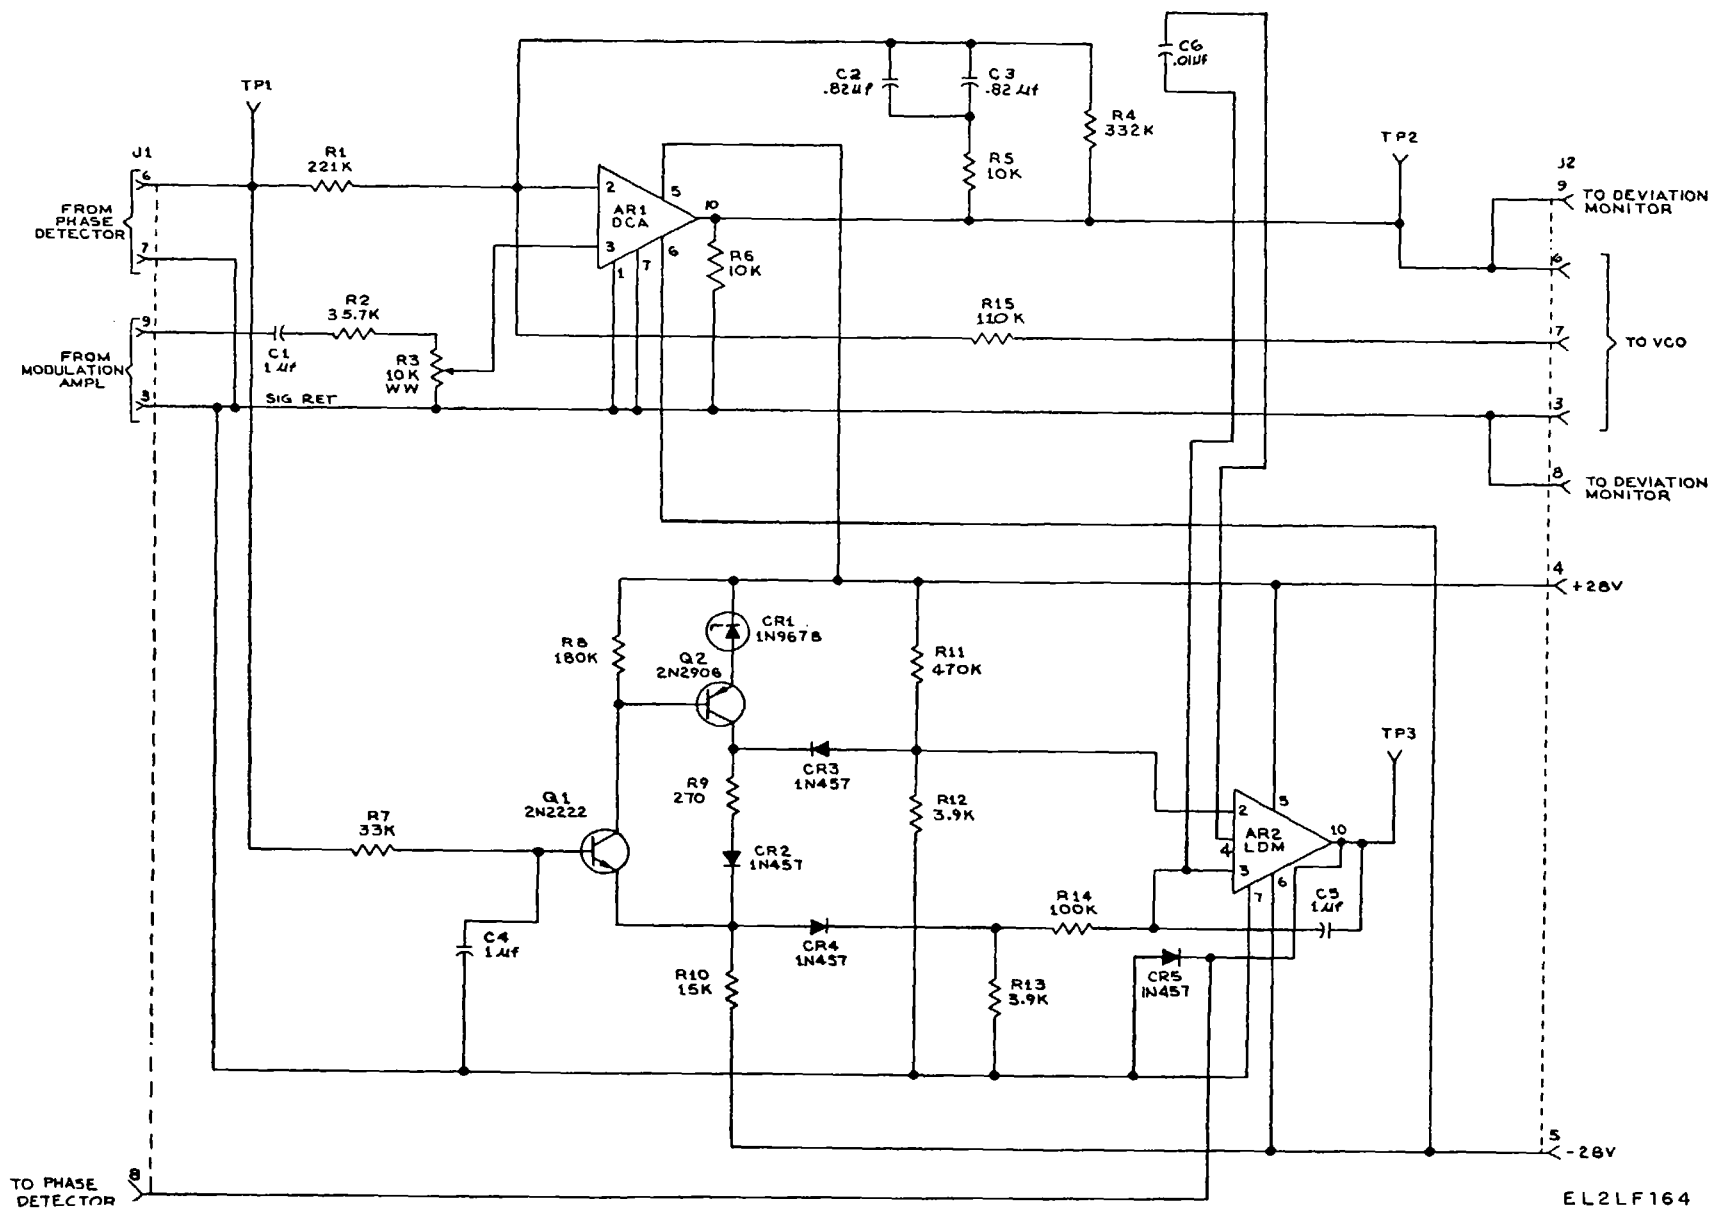 TP1
J1
6
FROM
PHASE
DETECTOR
7
9
FROM
MODULATION
AMPL
3
R1
221K
R2
35.7K
C1
1 µf
R3
10K
WW
SIG RET
C2
.82µf
C3
.82 µf
R4
332K
R5
10K
2
AR1
DCA
3
5
10
6
1
7
R6
10K
C6
.01µf
TP2
J2
9
TO DEVIATION
MONITOR
6
7
TO VCO
3
8
TO DEVIATION
MONITOR
R15
110K
4
+28V
R8
180K
CR1
1N967B
Q2
2N2906
R11
470K
CR3
1N457
R9
270
R12
3.9K
CR2
1N457
Q1
2N2222
R7
33K
C4
1µf
CR4
1N457
R10
15K
R13
3.9K
R14
100K
2
5
AR2
LDM
4
3
10
6
7
TP3
C5
1µf
CR5
1N457
5
-28V
8
TO PHASE
DETECTOR
EL2LF164